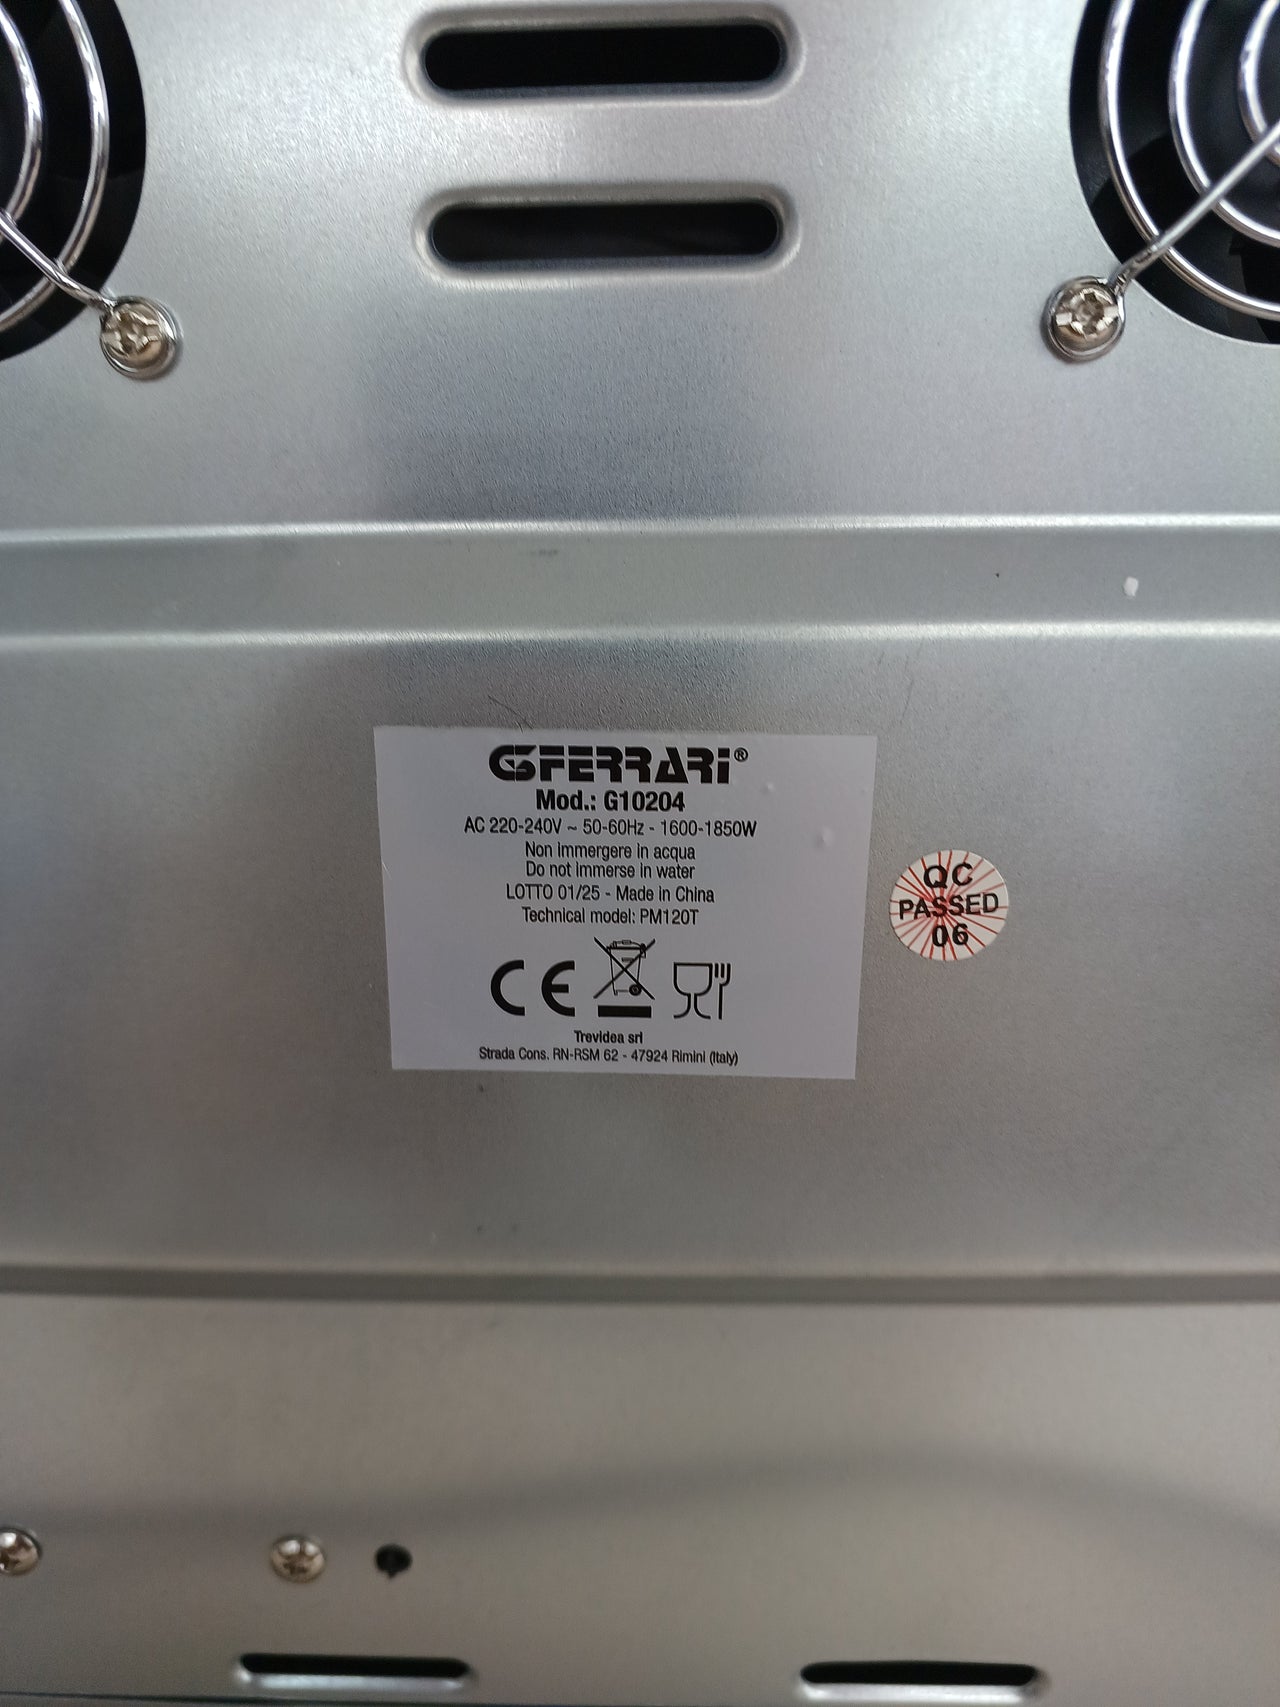 GFERRARI®
Mod.: G10204
AC 220-240V ~ 50-60Hz - 1600-1850W
Non immergere in acqua
Do not immerse in water
LOTTO 01/25 - Made in China
Technical model: PM120T
CE
Trevidea srl
Strada Cons. RN-RSM 62 - 47924 Rimini (Italy)
QC
PASSED
06